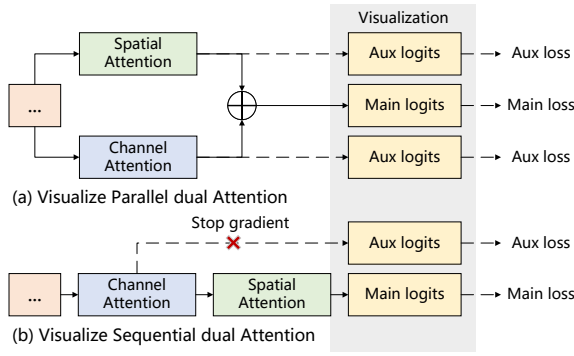 Visualization
Spatial
Attention
Aux logits
Aux loss
...
Main logits
Main loss
Channel
Attention
Aux logits
Aux loss
(a) Visualize Parallel dual Attention
Stop gradient
Aux logits
Aux loss
...
Channel
Attention
Spatial
Attention
Main logits
Main loss
(b) Visualize Sequential dual Attention